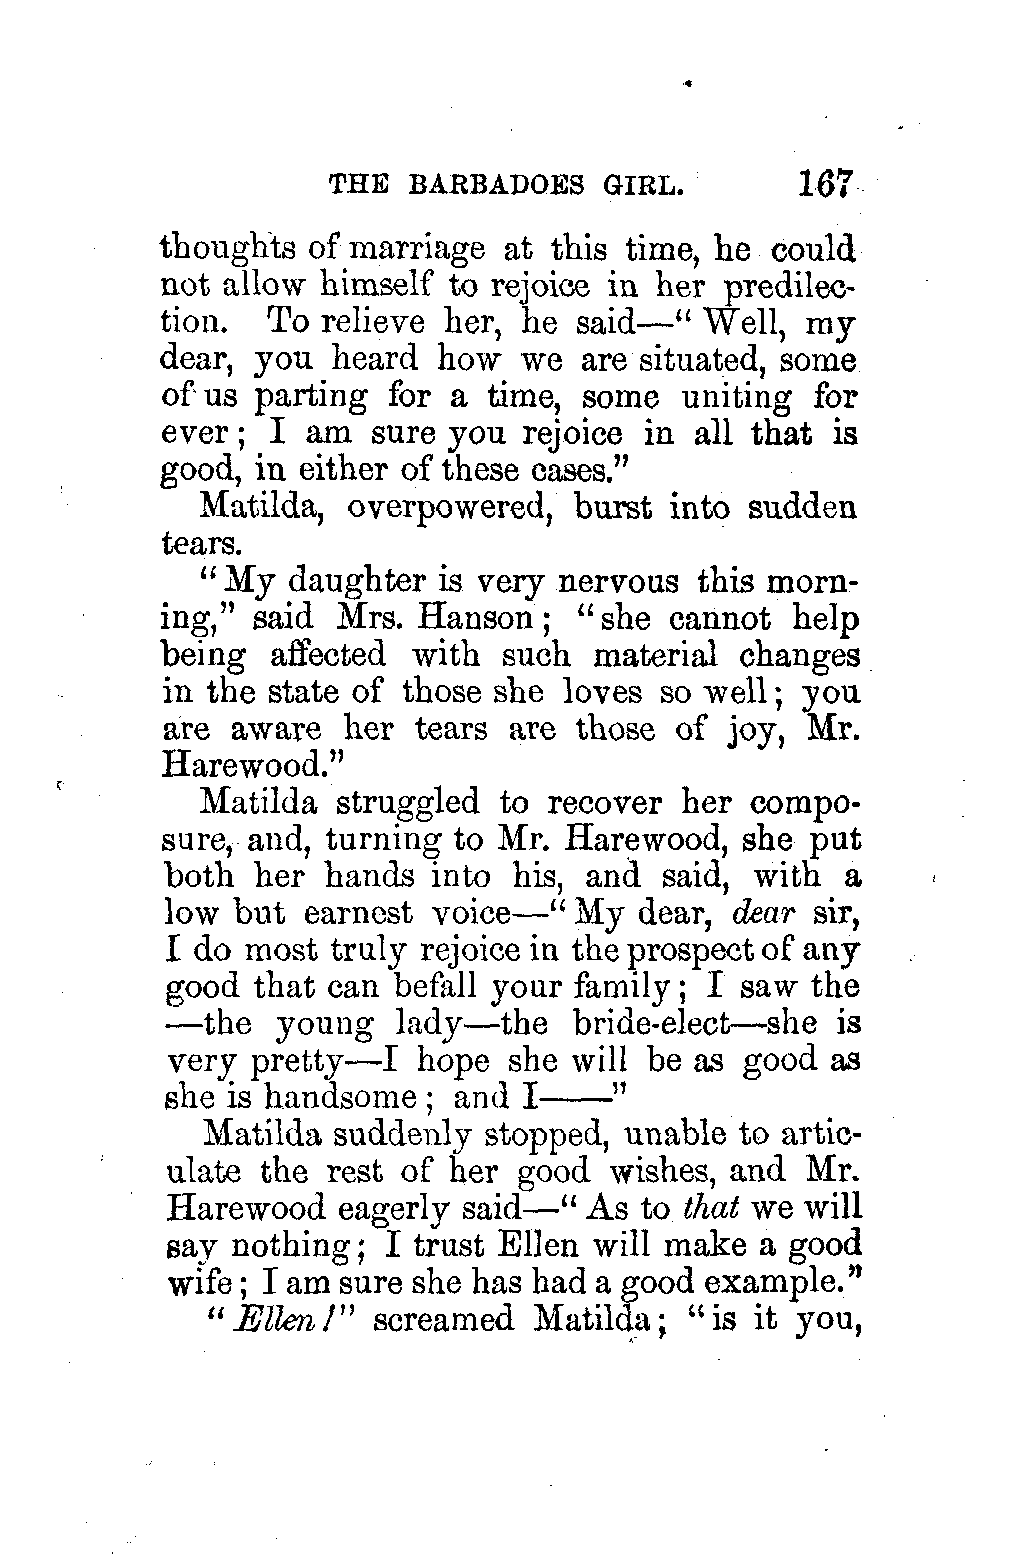 THE BARBADOES GIRL. 167
thoughts of marriage at this time, he could
not allow himself to rejoice in her predilec-
tion. To relieve her, he said—“ Well, my
dear, you heard how we are situated, some
of us parting for a time, some uniting for
ever; I am sure you rejoice in all that is
good, in either of these cases.”
Matilda, overpowered, burst into sudden
tears.
“ My daughter is very nervous this morn-
ing,” said Mrs. Hanson; “ she cannot help
being affected with such material changes
in the state of those she loves so well; you
are aware her tears are those of joy, Mr.
Harewood.”
Matilda struggled to recover her compo-
sure, and, turning to Mr. Harewood, she put
both her hands into his, and said, with a
low but earnest voice—“ My dear, dear sir,
I do most truly rejoice in the prospect of any
good that can befall your family; I saw the
—the young lady—the bride-elect—she is
very pretty—I hope she will be as good as
she is handsome; and I——”
Matilda suddenly stopped, unable to artic-
ulate the rest of her good wishes, and Mr.
Harewood eagerly said—“ As to that we will
say nothing; I trust Ellen will make a good
wife; I am sure she has had a good example.”
“ Ellen!” screamed Matilda; “ is it you,